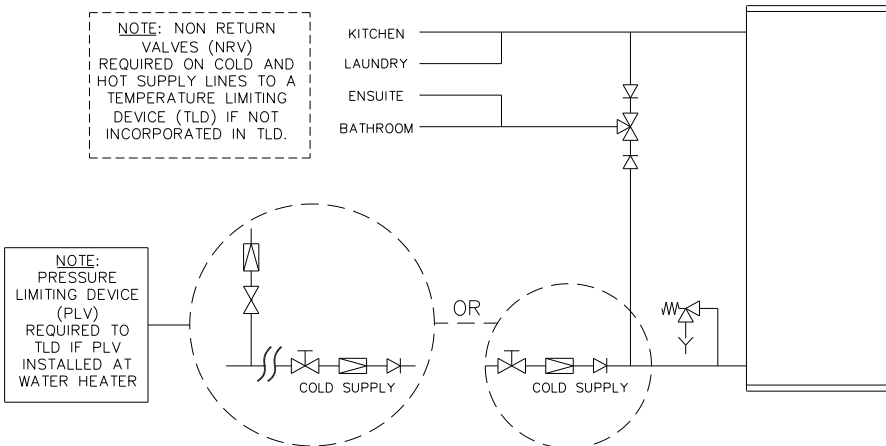 NOTE: NON RETURN
VALVES (NRV)
REQUIRED ON COLD AND
HOT SUPPLY LINES TO A
TEMPERATURE LIMITING
DEVICE (TLD) IF NOT
INCORPORATED IN TLD.
KITCHEN
LAUNDRY
ENSUITE
BATHROOM
NOTE:
PRESSURE
LIMITING DEVICE
(PLV)
REQUIRED TO
TLD IF PLV
INSTALLED AT
WATER HEATER
OR
COLD SUPPLY
COLD SUPPLY